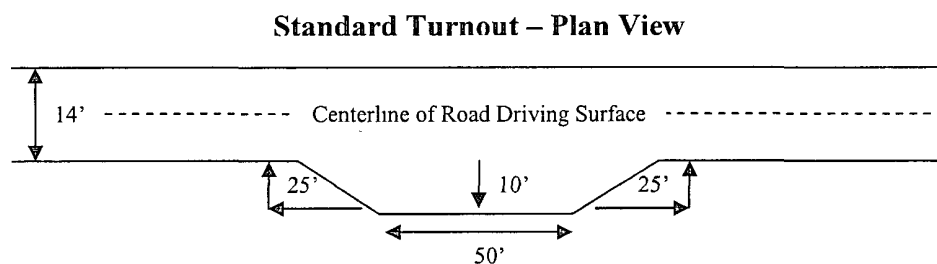 Standard Turnout – Plan View
14'
Centerline of Road Driving Surface
25'
10'
25'
50'